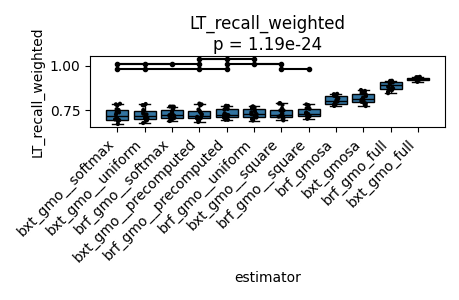 LT_recall_weighted
p = 1.19e-24
LT_recall_weighted
1.00
0.75
bxt_gmo__softmax
bxt_gmo__uniform
brf_gmo__softmax
bxt_gmo__precomputed
brf_gmo__precomputed
brf_gmo__uniform
bxt_gmo__square
brf_gmo__square
brf_gmosa
bxt_gmosa
brf_gmo_full
bxt_gmo_full
estimator